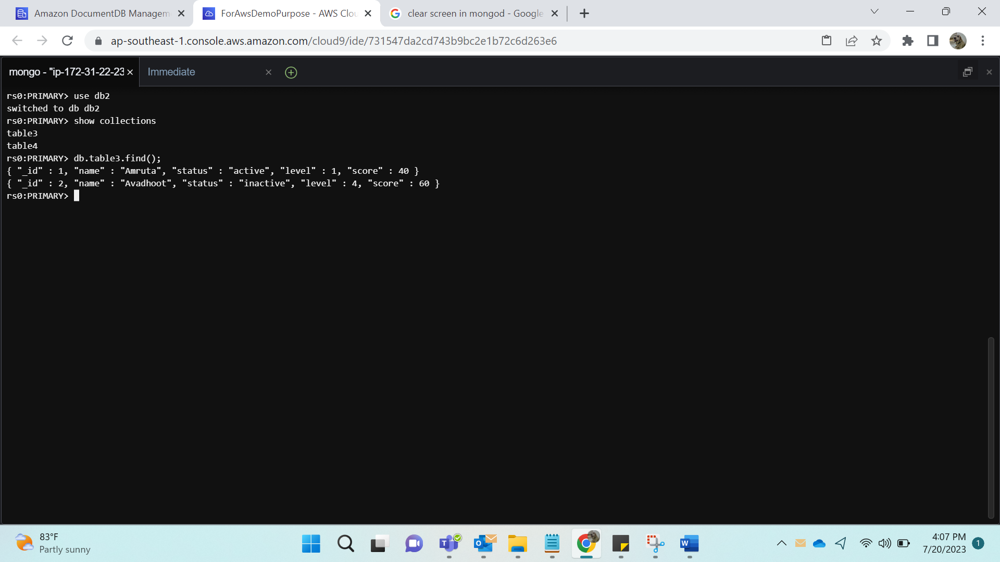 Amazon DocumentDB Managem
ForAwsDemoPurpose - AWS Clou
clear screen in mongod - Google
ap-southeast-1.console.aws.amazon.com/cloud9/ide/731547da2cd743b9bc2e1b72c6d263e6
mongo - "ip-172-31-22-23
Immediate
rs0:PRIMARY> use db2
switched to db db2
rs0:PRIMARY> show collections
table3
table4
rs0:PRIMARY> db.table3.find();
{ "_id" : 1, "name" : "Amruta", "status" : "active", "level" : 1, "score" : 40 }
{ "_id" : 2, "name" : "Avadhoot", "status" : "inactive", "level" : 4, "score" : 60 }
rs0:PRIMARY>
83°F
Partly sunny
4:07 PM
7/20/2023
1